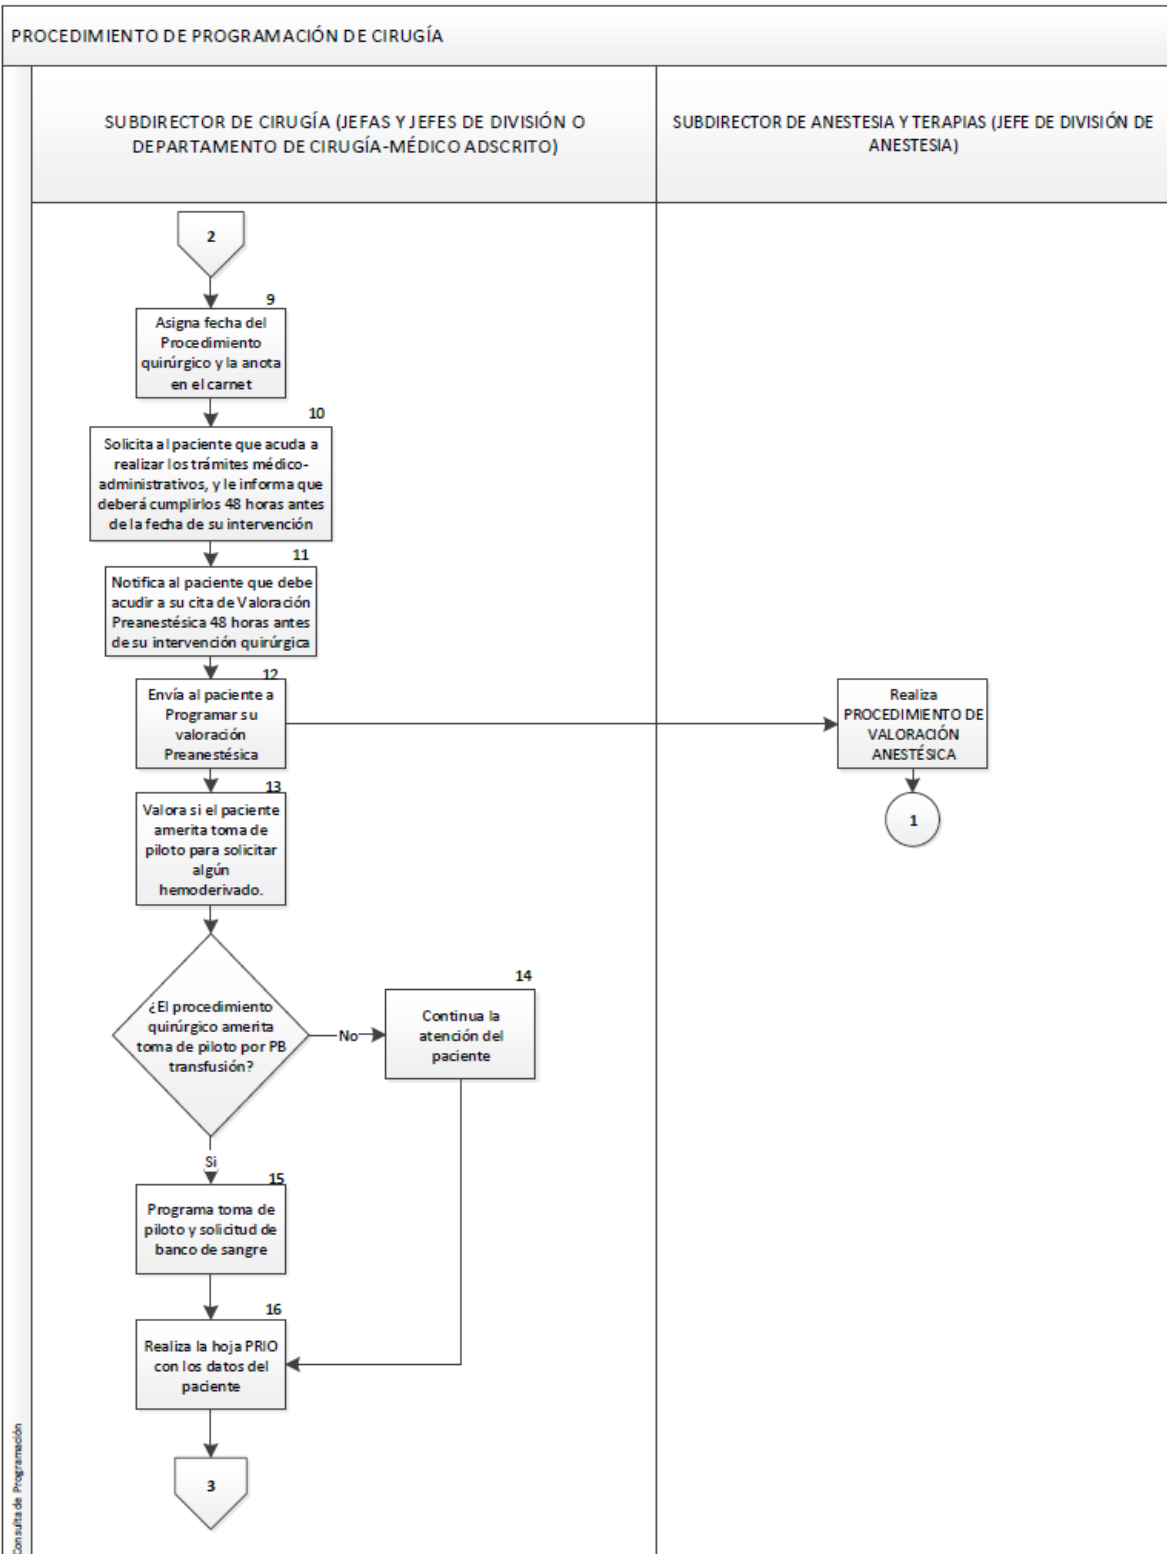 PROCEDIMIENTO DE PROGRAMACIÓN DE CIRUGÍA
SUBDIRECTOR DE CIRUGÍA (JEFAS Y JEFES DE DIVISIÓN O
DEPARTAMENTO DE CIRUGÍA-MÉDICO ADSCRITO)
SUBDIRECTOR DE ANESTESIA Y TERAPIAS (JEFE DE DIVISIÓN DE
ANESTESIA)
2
9
Asigna fecha del
Procedimiento
quirúrgico y la anota
en el carnet
10
Solicita al paciente que acuda a
realizar los trámites médico-
administrativos, y le informa que
deberá cumplirlos 48 horas antes
de la fecha de su intervención
11
Notifica al paciente que debe
acudir a su cita de Valoración
Preanestésica 48 horas antes
de su intervención quirúrgica
12
Envía al paciente a
Programar su
valoración
Preanestésica
Realiza
PROCEDIMIENTO DE
VALORACIÓN
ANESTÉSICA
1
13
Valora si el paciente
amerita toma de
piloto para solicitar
algún
hemoderivado.
¿El procedimiento
quirúrgico amerita
toma de piloto por PB
transfusión?
No
14
Continua la
atención del
paciente
Si
15
Programa toma de
piloto y solicitud de
banco de sangre
16
Realiza la hoja PRIO
con los datos del
paciente
3
Consulta de Programación